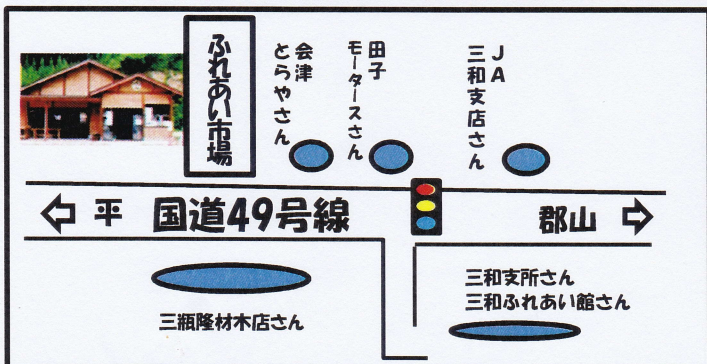 ふれあい市場
会津
とらやさん
田子
モータースさん
JA
三和支店さん
平 国道49号線 郡山
三瓶隆材木店さん
三和支所さん
三和ふれあい館さん